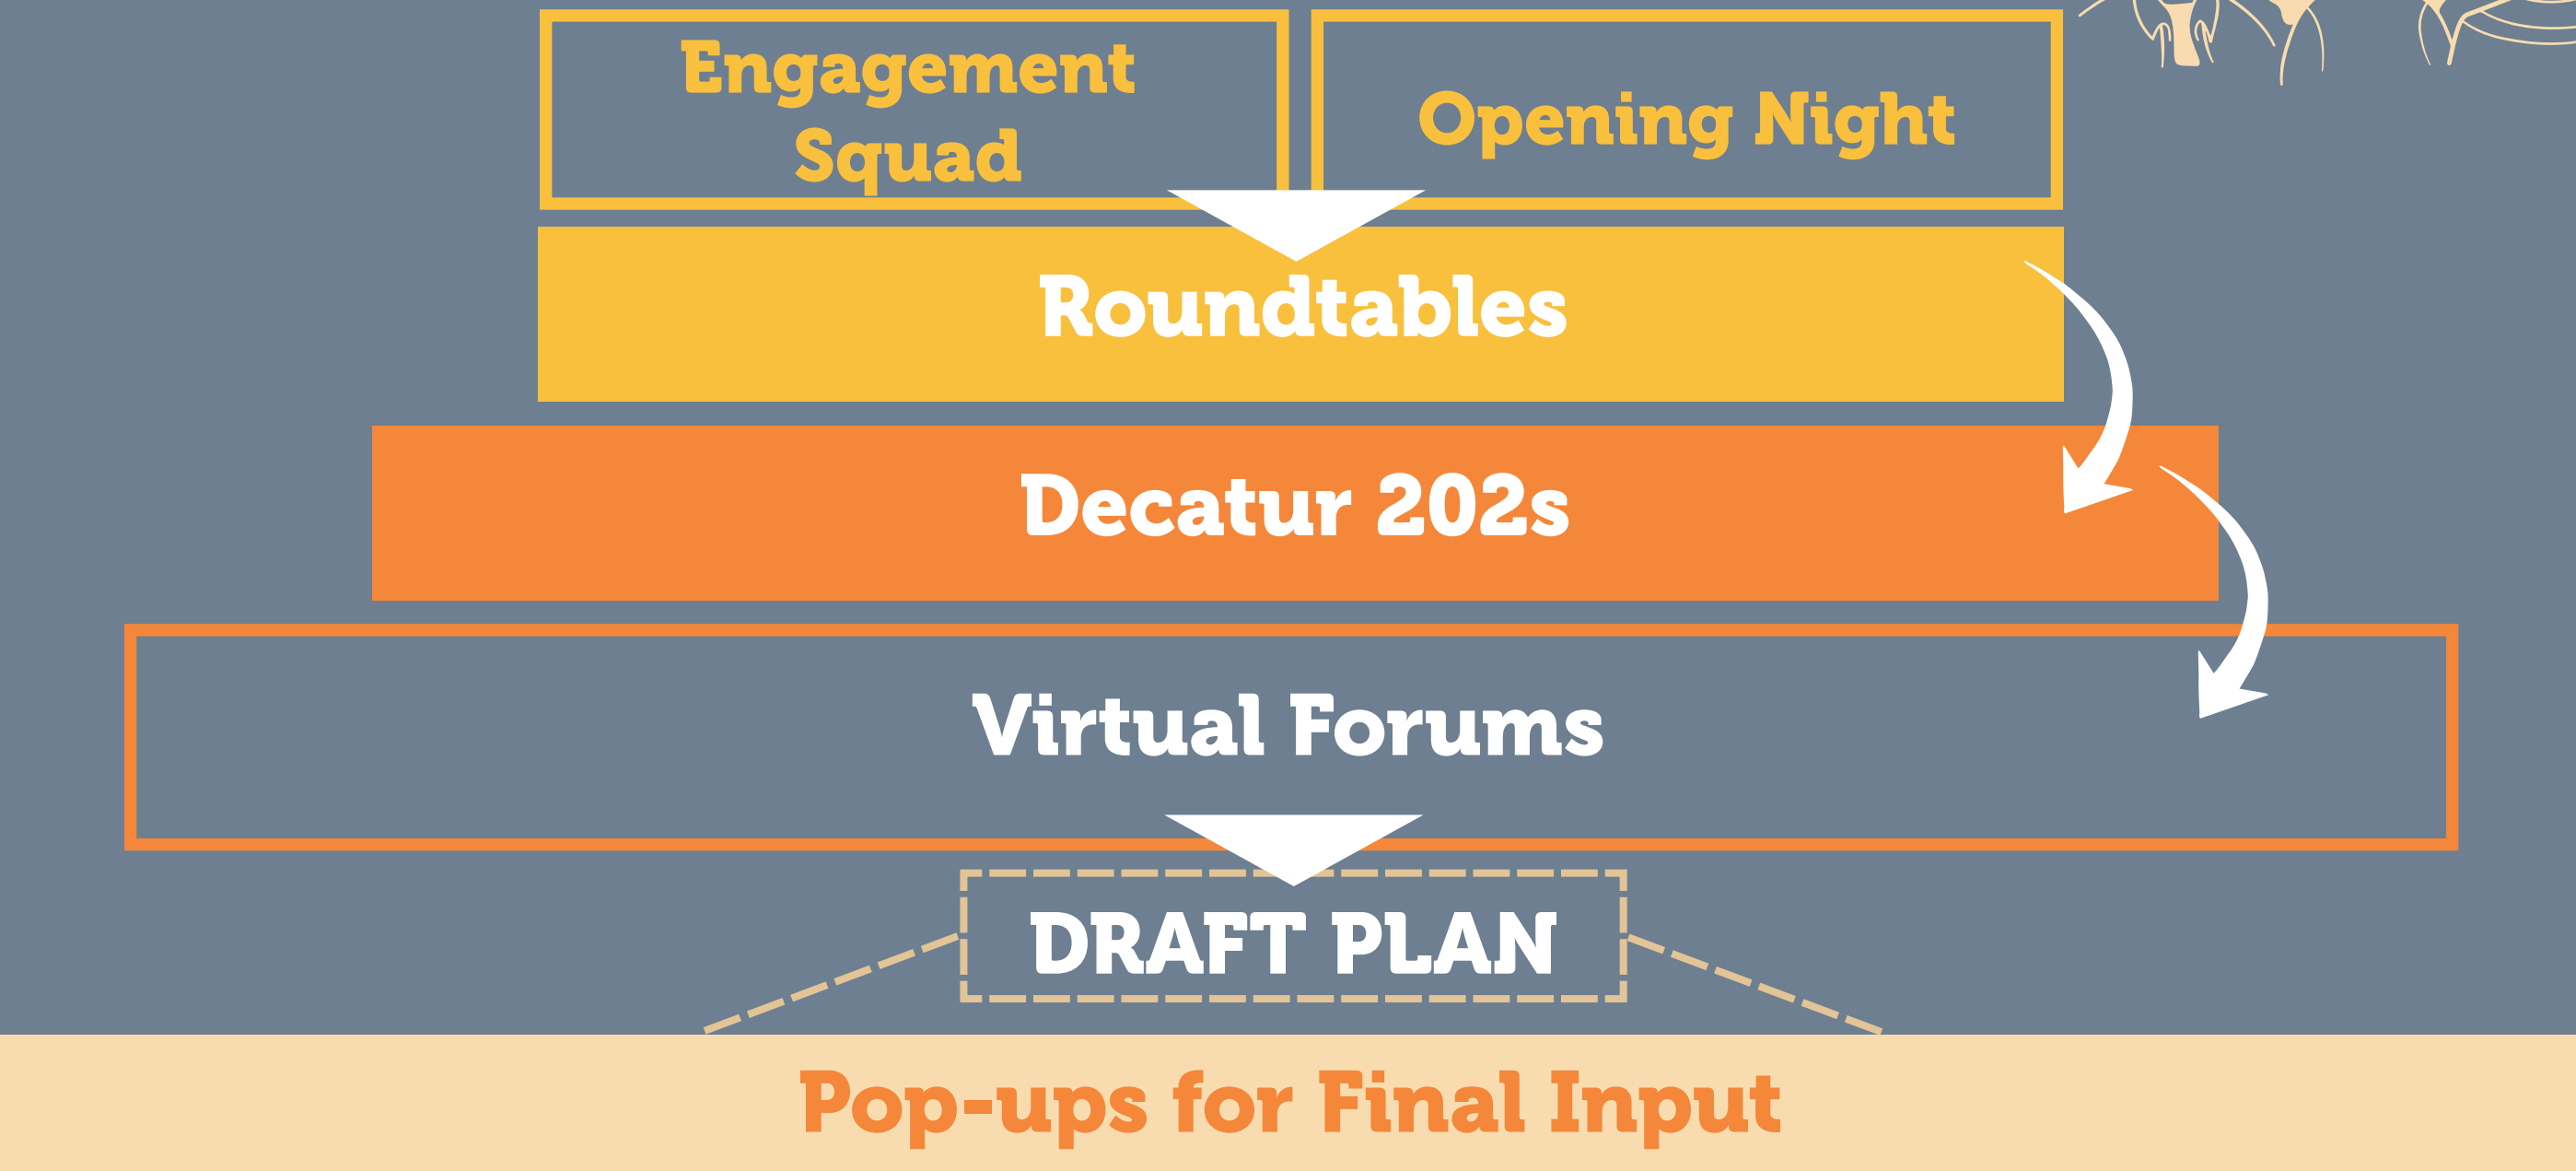 Engagement
Squad
Opening Night
Roundtables
Decatur 202s
Virtual Forums
DRAFT PLAN
Pop-ups for Final Input